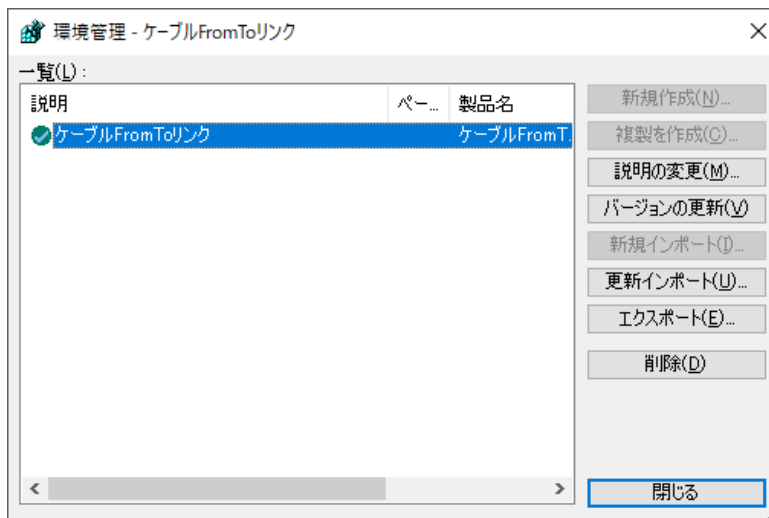 環境管理 - ケーブルFromToリンク
一覧(L) :
説明 ペー... 製品名
ケーブルFromToリンク ケーブルFromT.
新規作成(N)...
複製を作成(C)...
説明の変更(M)...
バージョンの更新(V)
新規インポート(I)...
更新インポート(U)...
エクスポート(E)...
削除(D)
閉じる